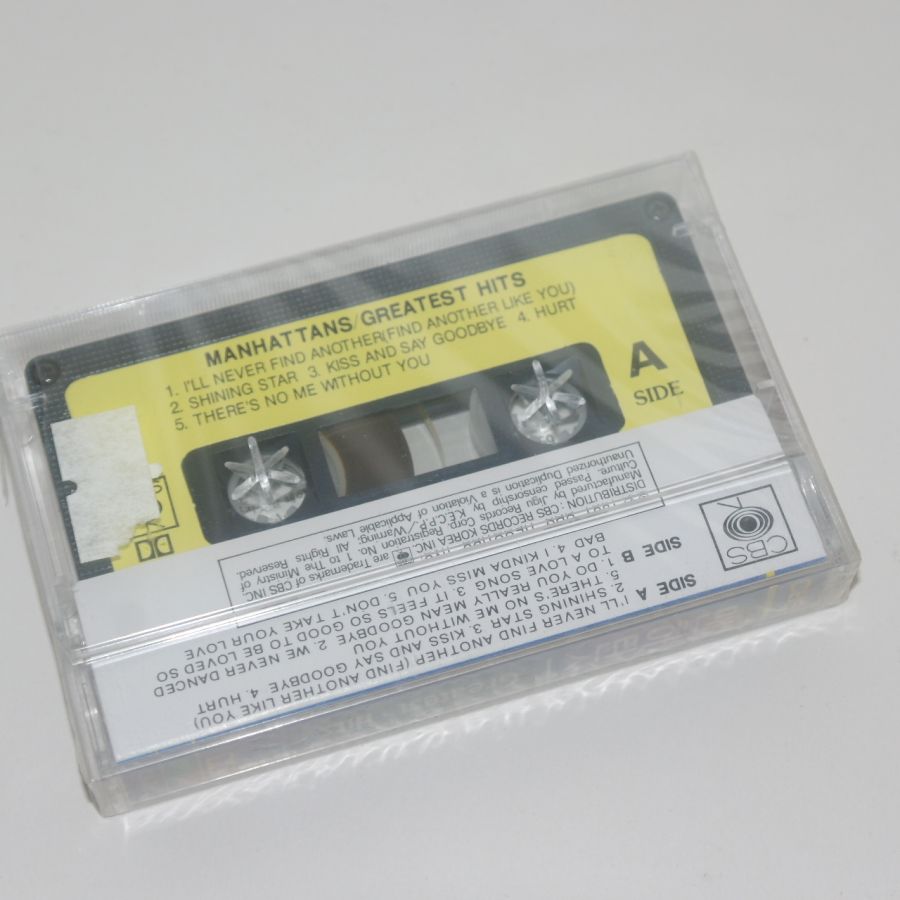 MANHATTANS/GREATEST HITS
1. I'LL NEVER FIND ANOTHER(FIND ANOTHER LIKE YOU)
2. SHINING STAR 3. KISS AND SAY GOODBYE 4. HURT
5. THERE'S NO ME WITHOUT YOU
A
SIDE
DISTRIBUTION : CBS RECORDS KOREA INC.
are Trademarks of CBS INC.
Manufactured by Jigu Records Corp. Registration No. 1 to The Ministry of
Culture. Passed censorship by K.E.C.P.P./Warning: All Rights Reserved.
Unauthorized Duplication is a Violation of Applicable Laws.
CBS
SIDE A
1. I'LL NEVER FIND ANOTHER (FIND ANOTHER LIKE YOU)
2. SHINING STAR 3. KISS AND SAY GOODBYE 4. HURT
5. THERE'S NO ME WITHOUT YOU
SIDE B
1. DO YOU REALLY MEAN GOODBYE 2. WE NEVER DANCED
TO A LOVE SONG 3. IT FEELS SO GOOD TO BE LOVED SO
BAD 4. I KINDA MISS YOU 5. DON'T TAKE YOUR LOVE